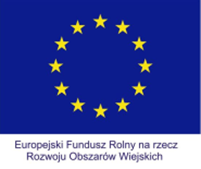 Europejski Fundusz Rolny na rzecz
Rozwoju Obszarów Wiejskich